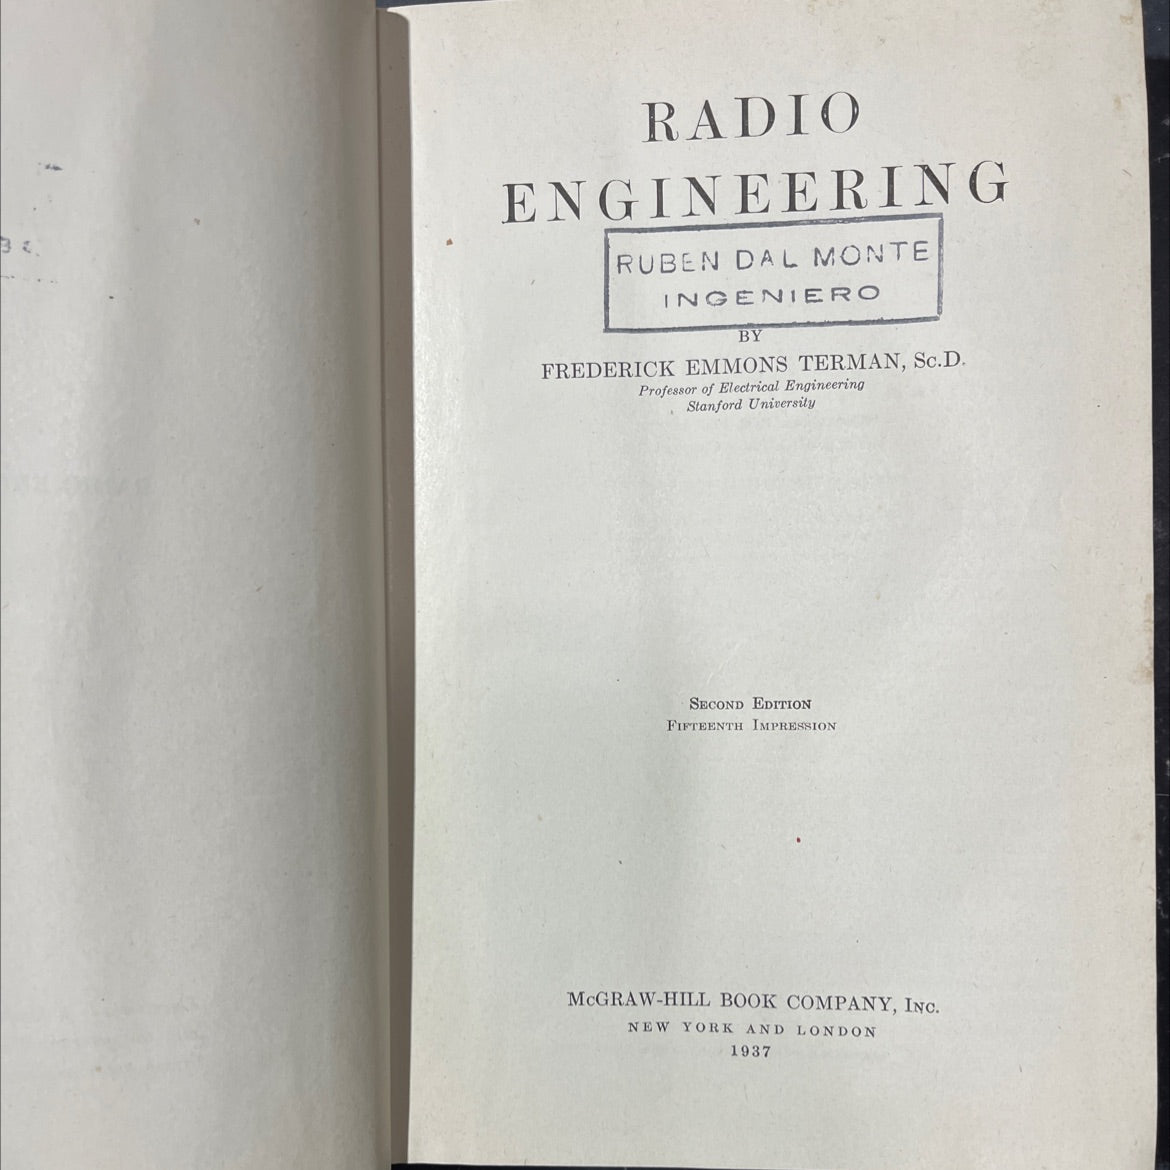 RADIO
ENGINEERING
RUBEN DAL MONTE
INGENIERO
BY
FREDERICK EMMONS TERMAN, Sc.D.
Professor of Electrical Engineering
Stanford University
SECOND EDITION
FIFTEENTH IMPRESSION
McGRAW-HILL BOOK COMPANY, INC.
NEW YORK AND LONDON
1937